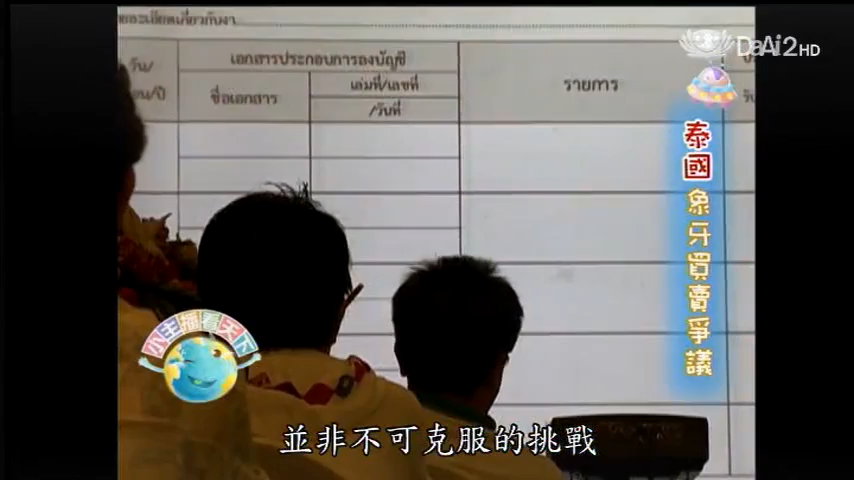 DaAi2HD
เอกสารประกอบการลงบัญชี
ชื่อเอกสาร
เล่มที่/เลขที่
/วันที่
รายการ
泰國
象牙買賣爭議
小主播看天下
並非不可克服的挑戰